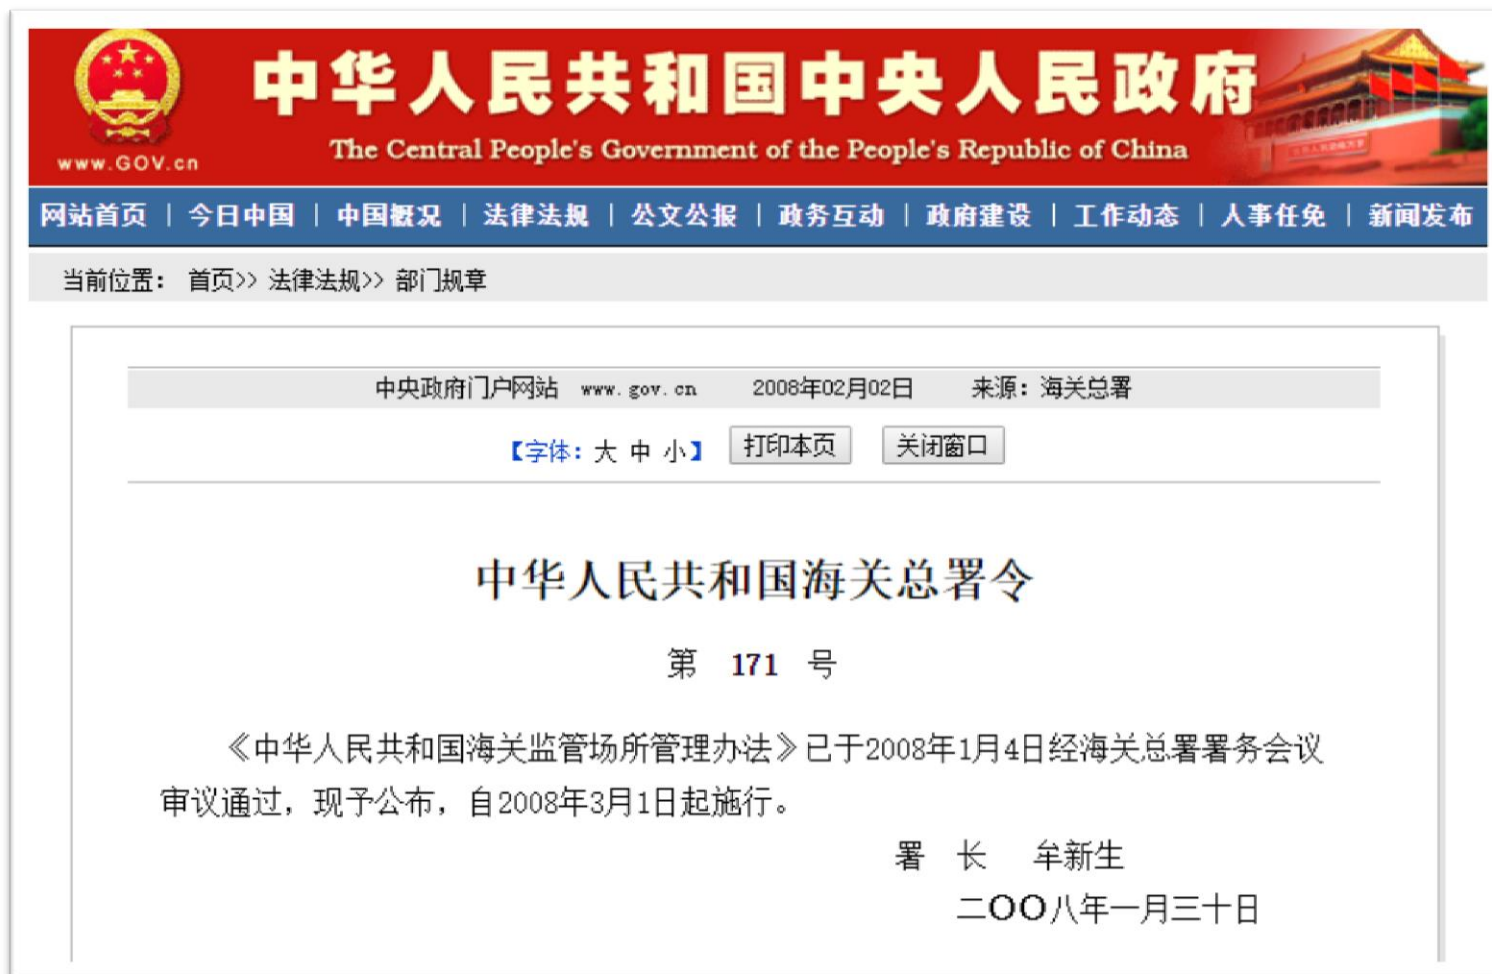 中华人民共和国中央人民政府
The Central People's Government of the People's Republic of China
www.GOV.cn
网站首页 | 今日中国 | 中国概况 | 法律法规 | 公文公报 | 政务互动 | 政府建设 | 工作动态 | 人事任免 | 新闻发布
当前位置： 首页>> 法律法规>> 部门规章
中央政府门户网站 www.gov.cn 2008年02月02日 来源：海关总署
【字体：大 中 小】 打印本页 关闭窗口
中华人民共和国海关总署令
第 171 号
《中华人民共和国海关监管场所管理办法》已于2008年1月4日经海关总署署务会议
审议通过，现予公布，自2008年3月1日起施行。
署 长 牟新生
二〇〇八年一月三十日